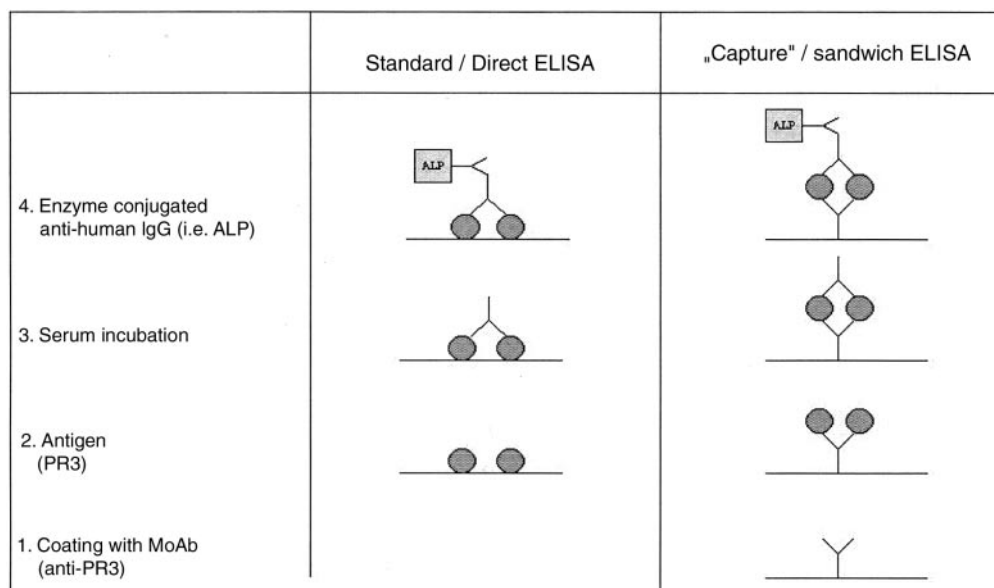 Standard / Direct ELISA
„Capture" / sandwich ELISA
4. Enzyme conjugated
anti-human IgG (i.e. ALP)
ALP
ALP
3. Serum incubation
2. Antigen
(PR3)
1. Coating with MoAb
(anti-PR3)